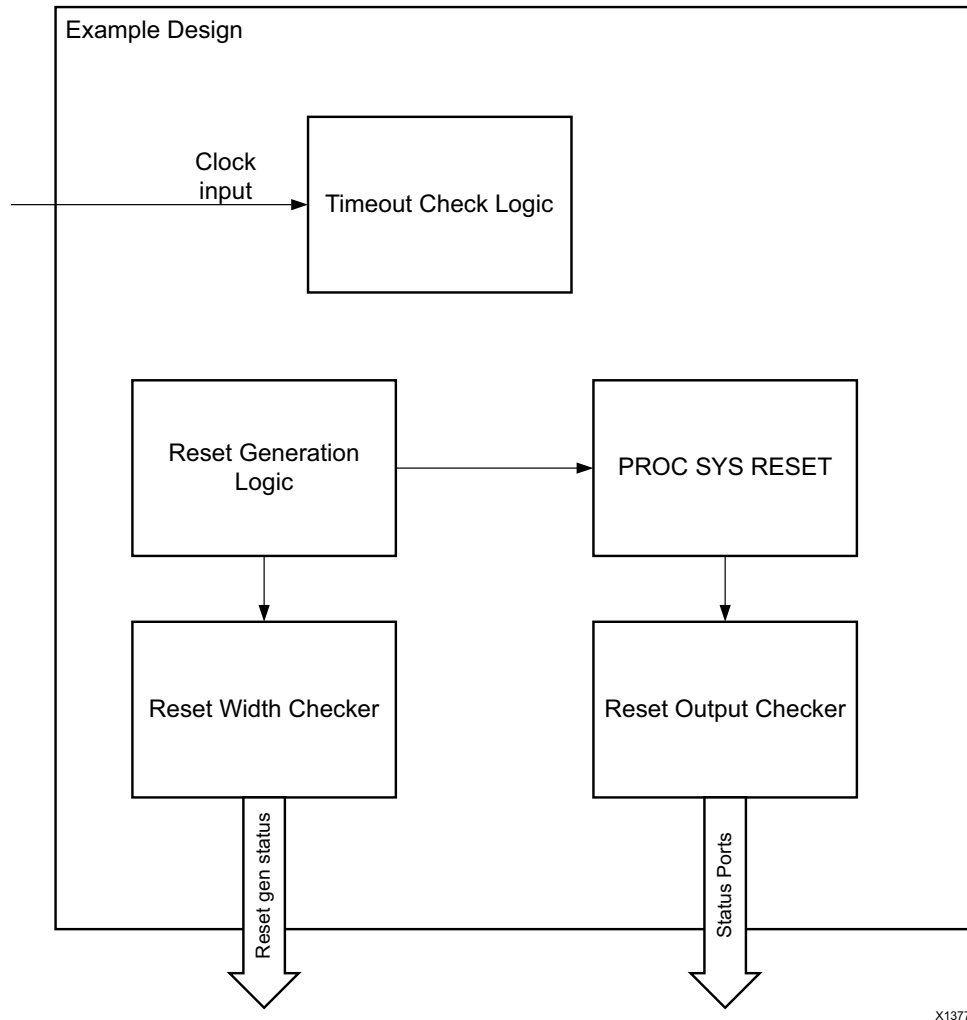 Example Design
Clock
input
Timeout Check Logic
Reset Generation
Logic
PROC SYS RESET
Reset Width Checker
Reset Output Checker
Reset gen status
Status Ports
X1377